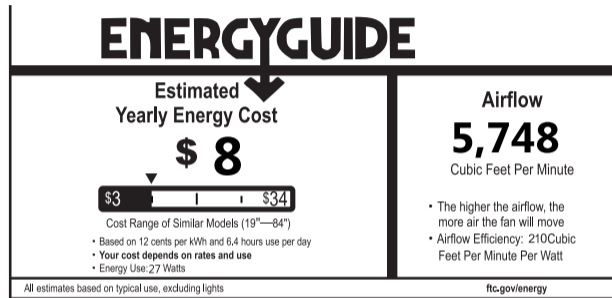 ENERGYGUIDE
Estimated
Yearly Energy Cost
$ 8
$3 $34
Cost Range of Similar Models (19"—84")
• Based on 12 cents per kWh and 6.4 hours use per day
• Your cost depends on rates and use
• Energy Use:27 Watts
Airflow
5,748
Cubic Feet Per Minute
• The higher the airflow, the
more air the fan will move
• Airflow Efficiency: 210Cubic
Feet Per Minute Per Watt
All estimates based on typical use, excluding lights
ftc.gov/energy